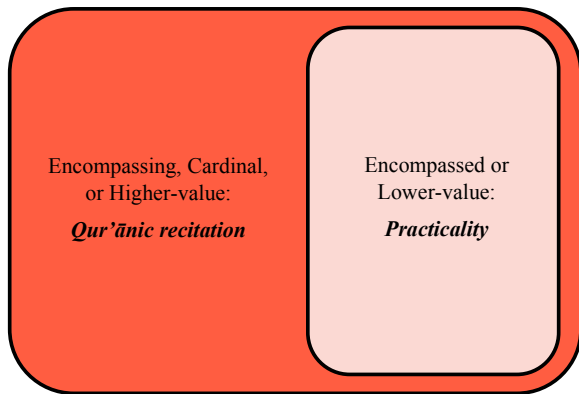 Encompassing, Cardinal,
or Higher-value:
Qur’ānic recitation
Encompassed or
Lower-value:
Practicality